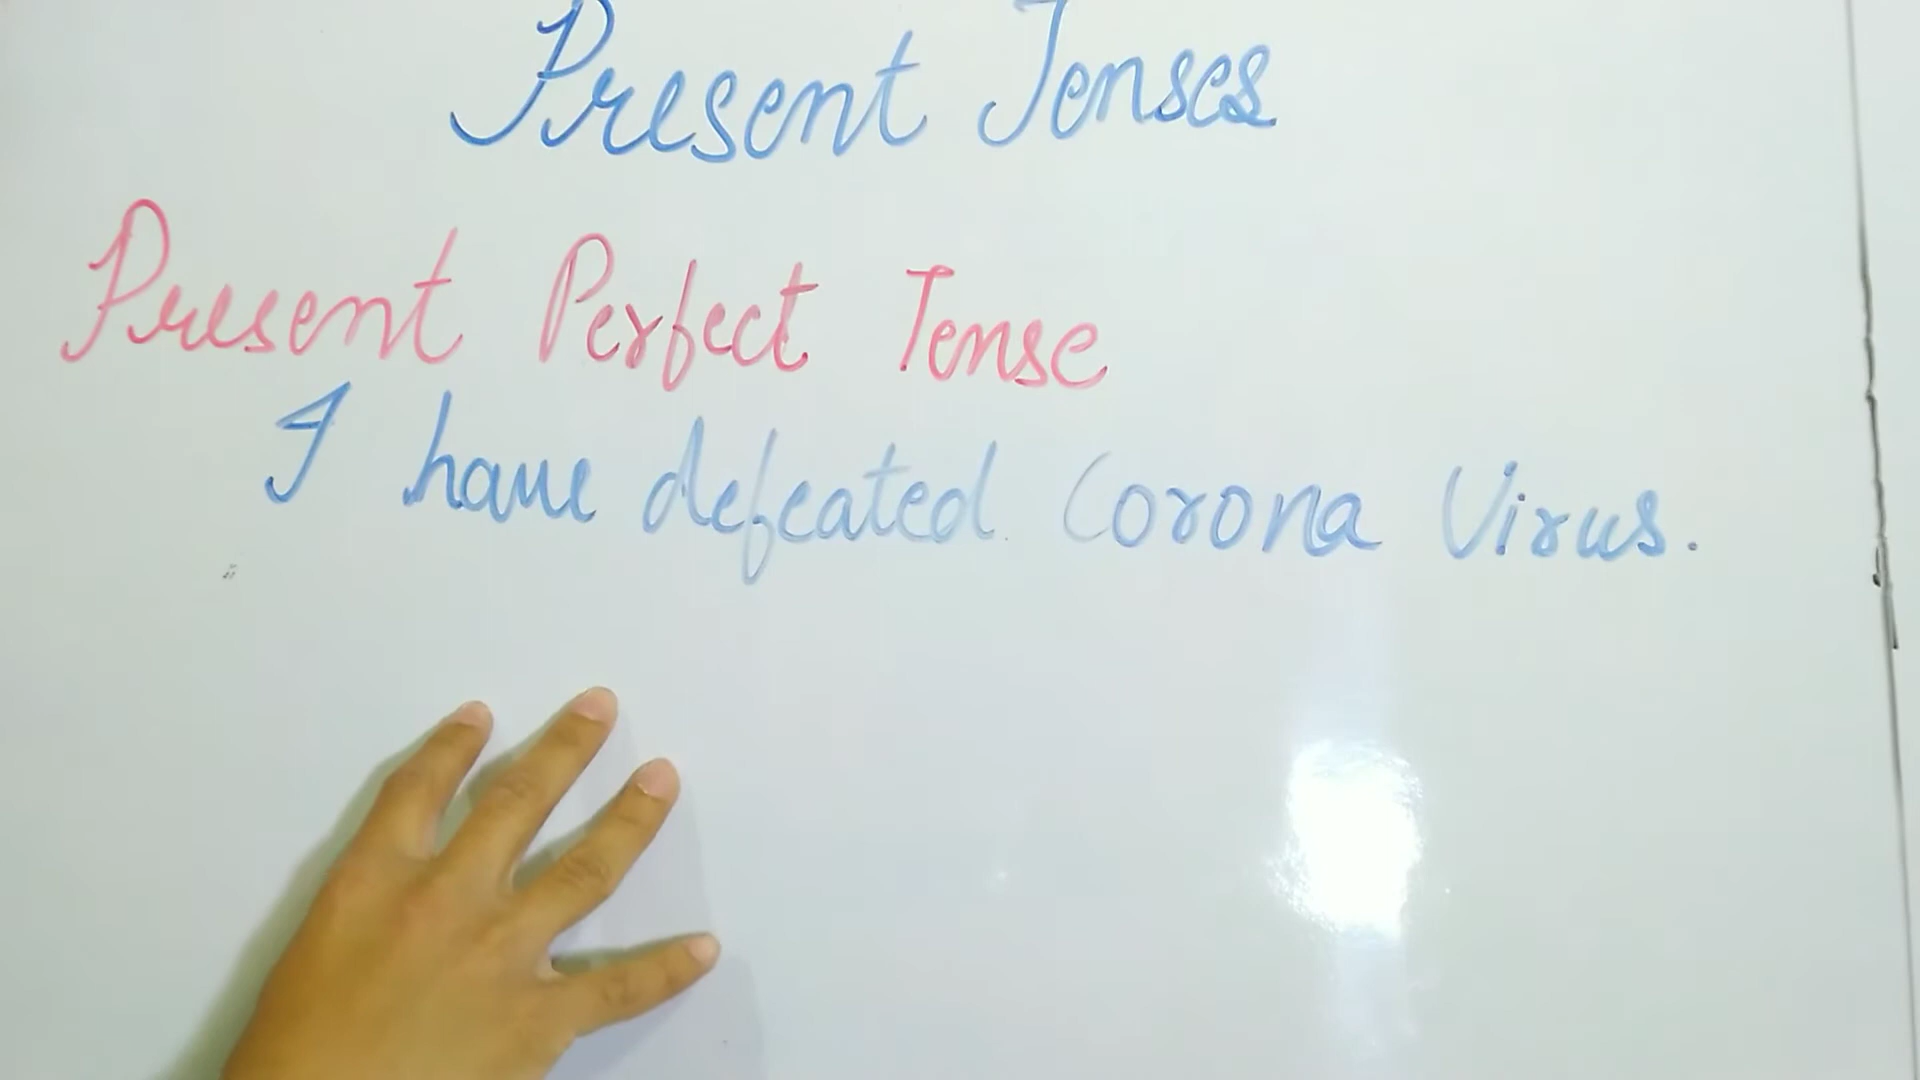 Present Tenses
Present Perfect Tense
I have defeated Corona Virus.